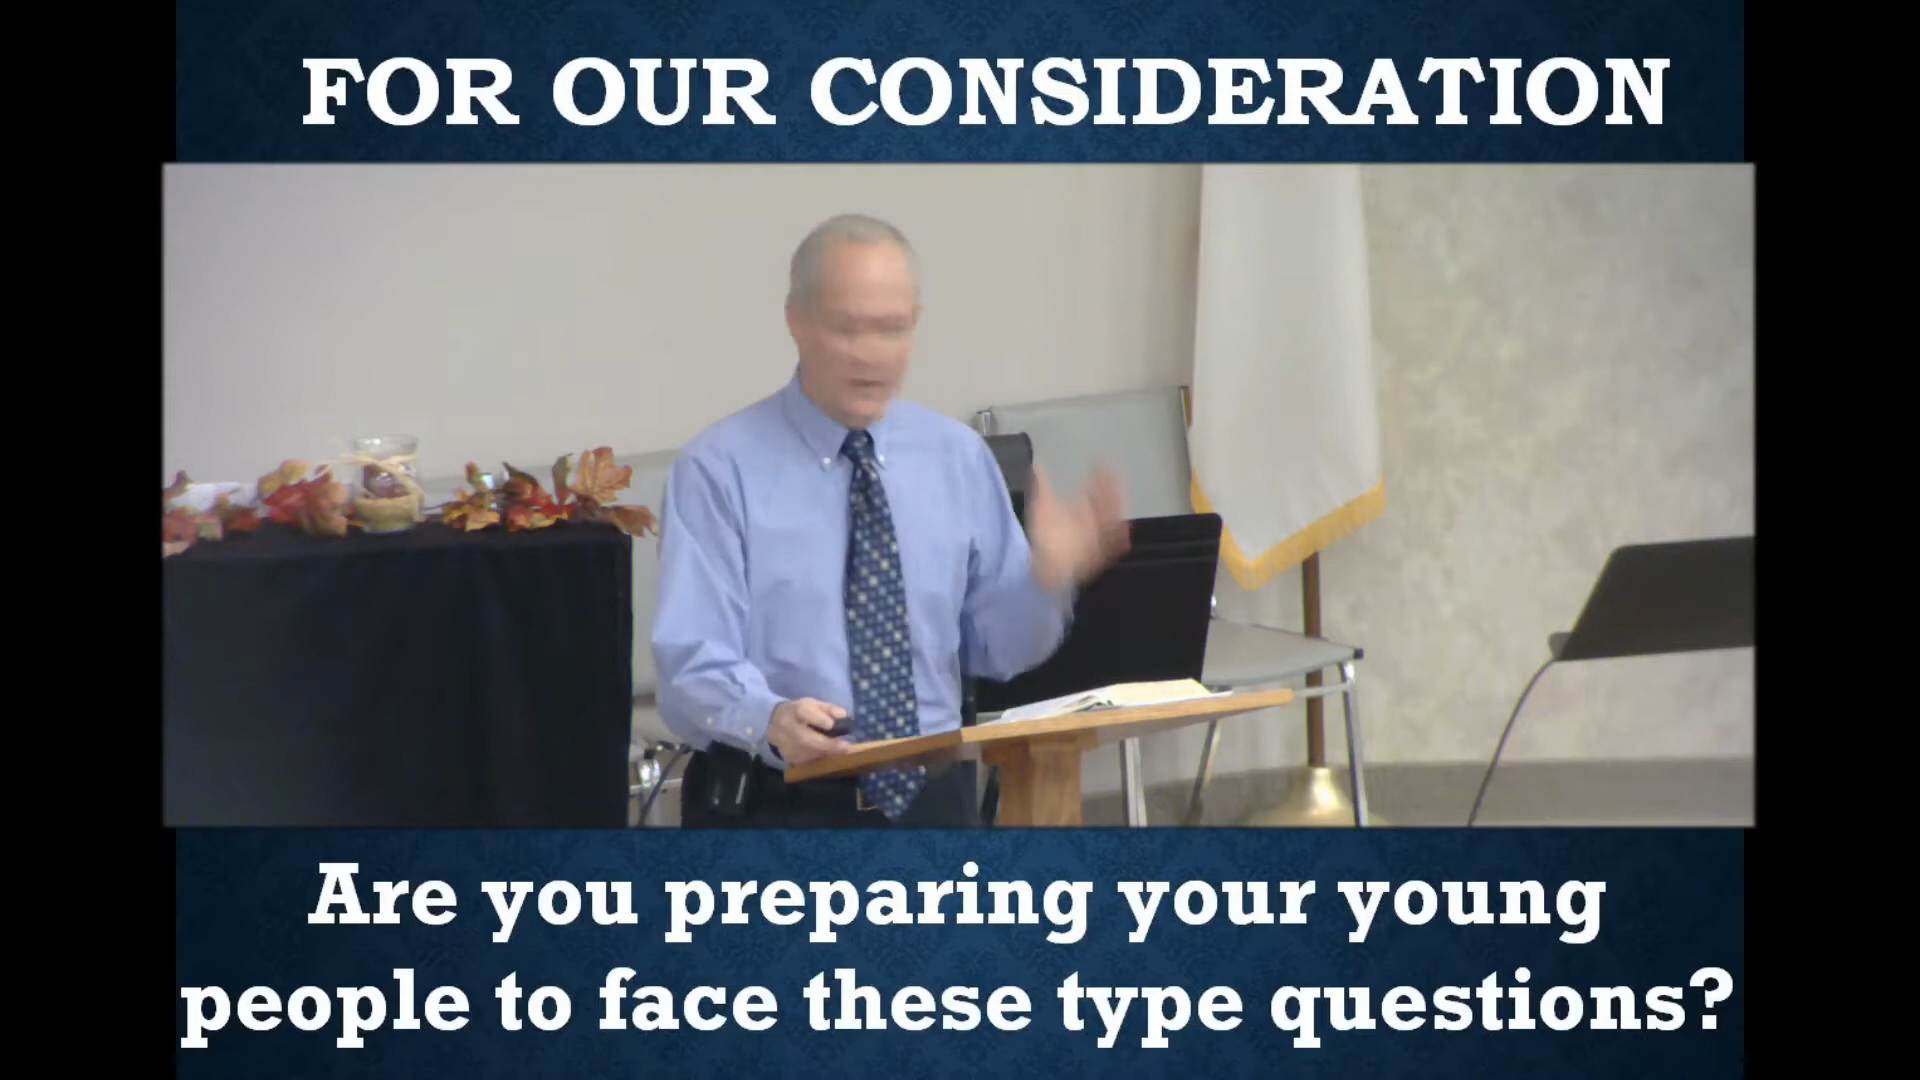 FOR OUR CONSIDERATION
Are you preparing your young
people to face these type questions?